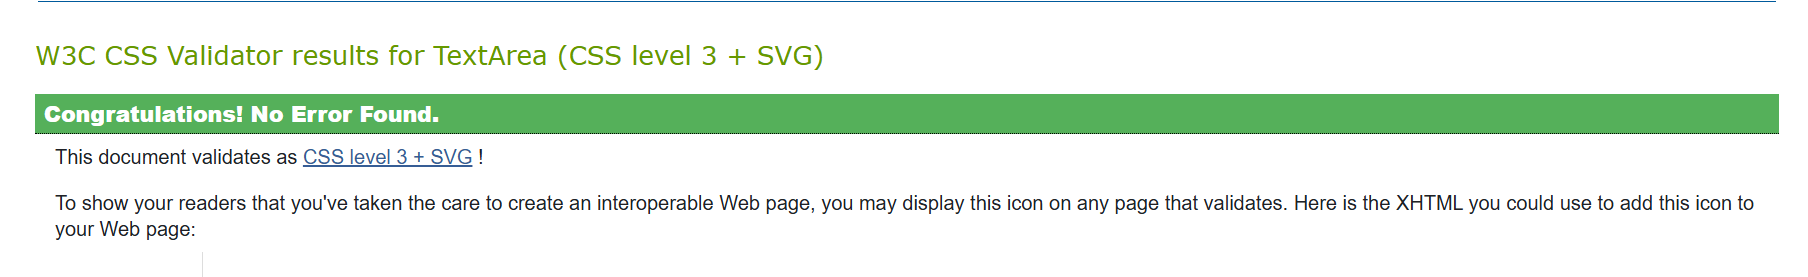 W3C CSS Validator results for TextArea (CSS level 3 + SVG)
Congratulations! No Error Found.
This document validates as CSS level 3 + SVG !
To show your readers that you've taken the care to create an interoperable Web page, you may display this icon on any page that validates. Here is the XHTML you could use to add this icon to
your Web page: